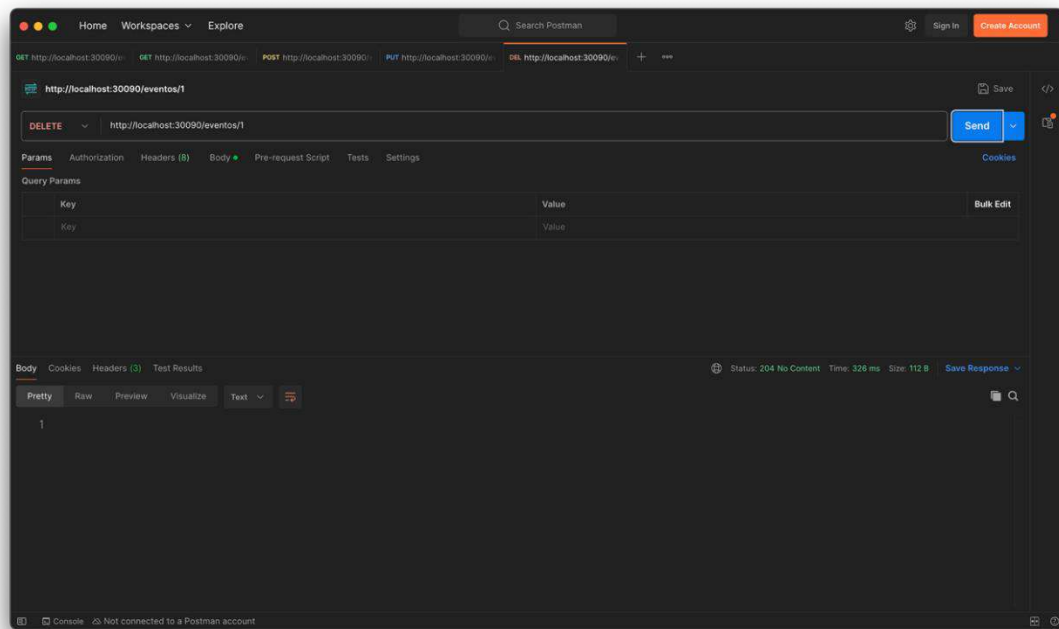 Home Workspaces Explore Search Postman Sign In Create Account
GET http://localhost:30090/e GET http://localhost:30090/e POST http://localhost:30090/ PUT http://localhost:30090/e DEL http://localhost:30090/ev
http://localhost:30090/eventos/1 Save
DELETE http://localhost:30090/eventos/1 Send
Params Authorization Headers (8) Body Pre-request Script Tests Settings Cookies
Query Params
Key Value Bulk Edit
Key Value
Body Cookies Headers (3) Test Results Status: 204 No Content Time: 326 ms Size: 112 B Save Response
Pretty Raw Preview Visualize Text
1
Console Not connected to a Postman account